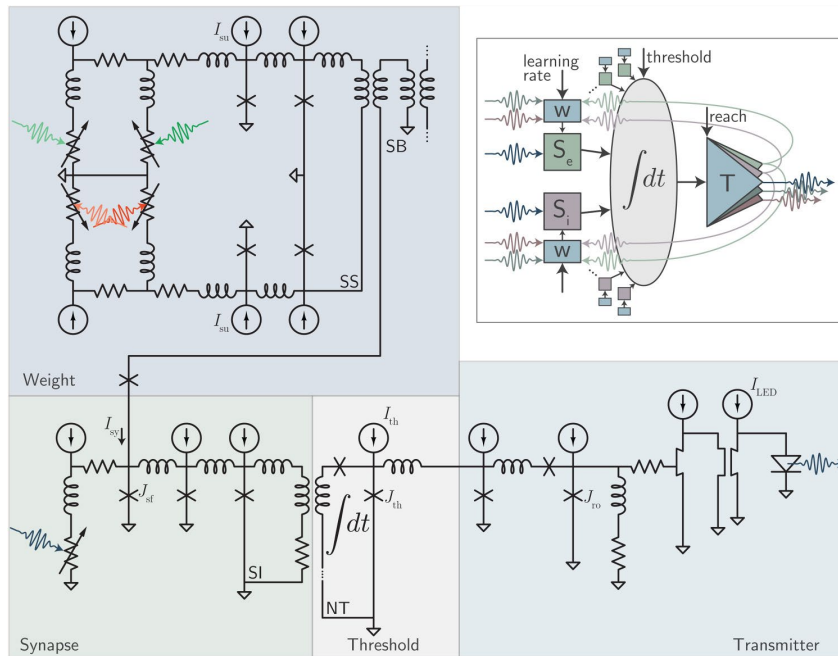 I_su
SB
SS
I_su
Weight
learning
rate
threshold
w
S_e
reach
∫dt
T
S_i
w
I_sy
J_sf
SI
Synapse
I_th
J_th
∫dt
NT
Threshold
I_LED
J_ro
Transmitter